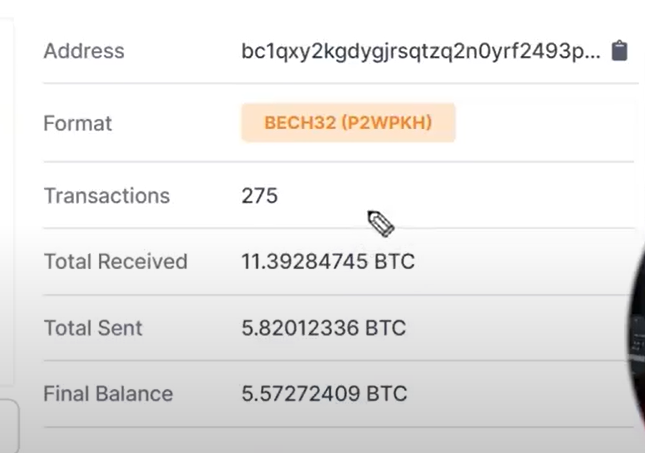 Address bc1qxy2kgdygjrsqtzq2n0yrf2493p...
Format BECH32 (P2WPKH)
Transactions 275
Total Received 11.39284745 BTC
Total Sent 5.82012336 BTC
Final Balance 5.57272409 BTC